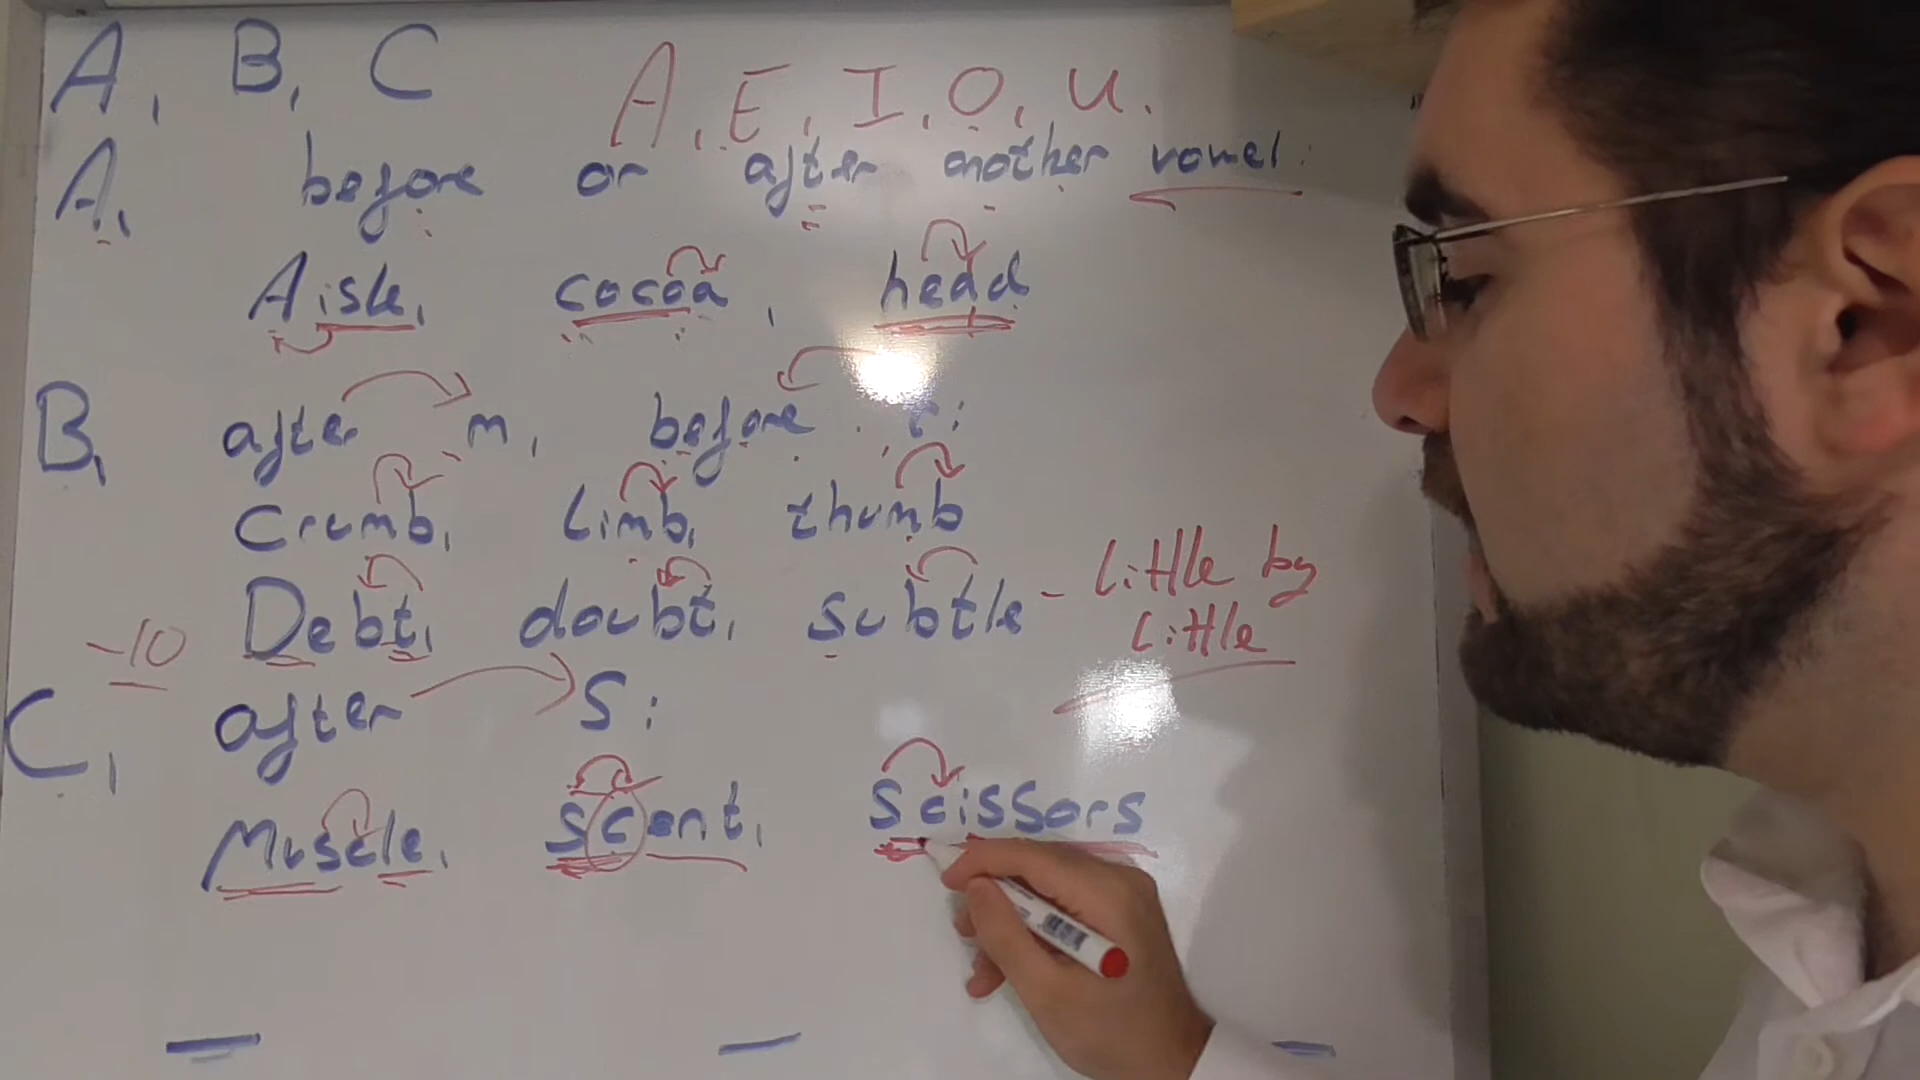 A, B, C
A, E, I, O, U.
A, before or after another vowel:
Aisle, cocoa, head
B, after m, before t:
Crumb, limb, thumb
Debt, doubt, subtle - Little by
Little
-10
C, after S:
Muscle, scent, scissors